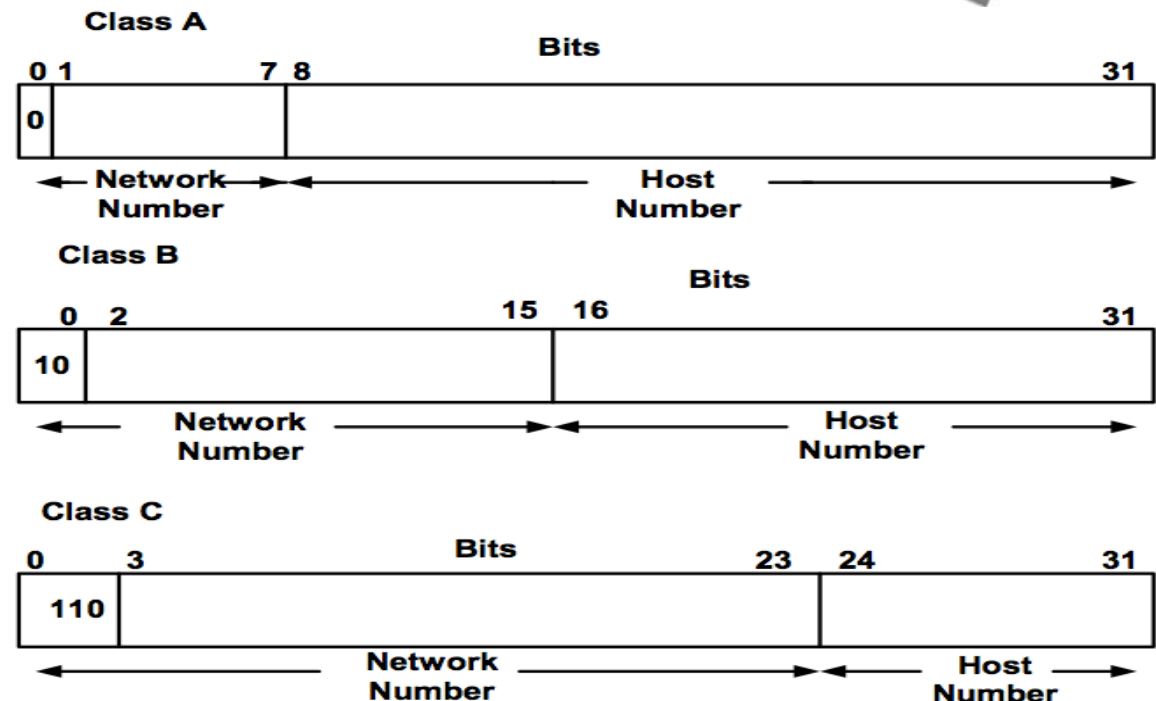 Class A
Bits
0 1 7 8 31
0
Network Host
Number Number
Class B
Bits
0 2 15 16 31
10
Network Host
Number Number
Class C
0 3 Bits 23 24 31
110
Network Host
Number Number